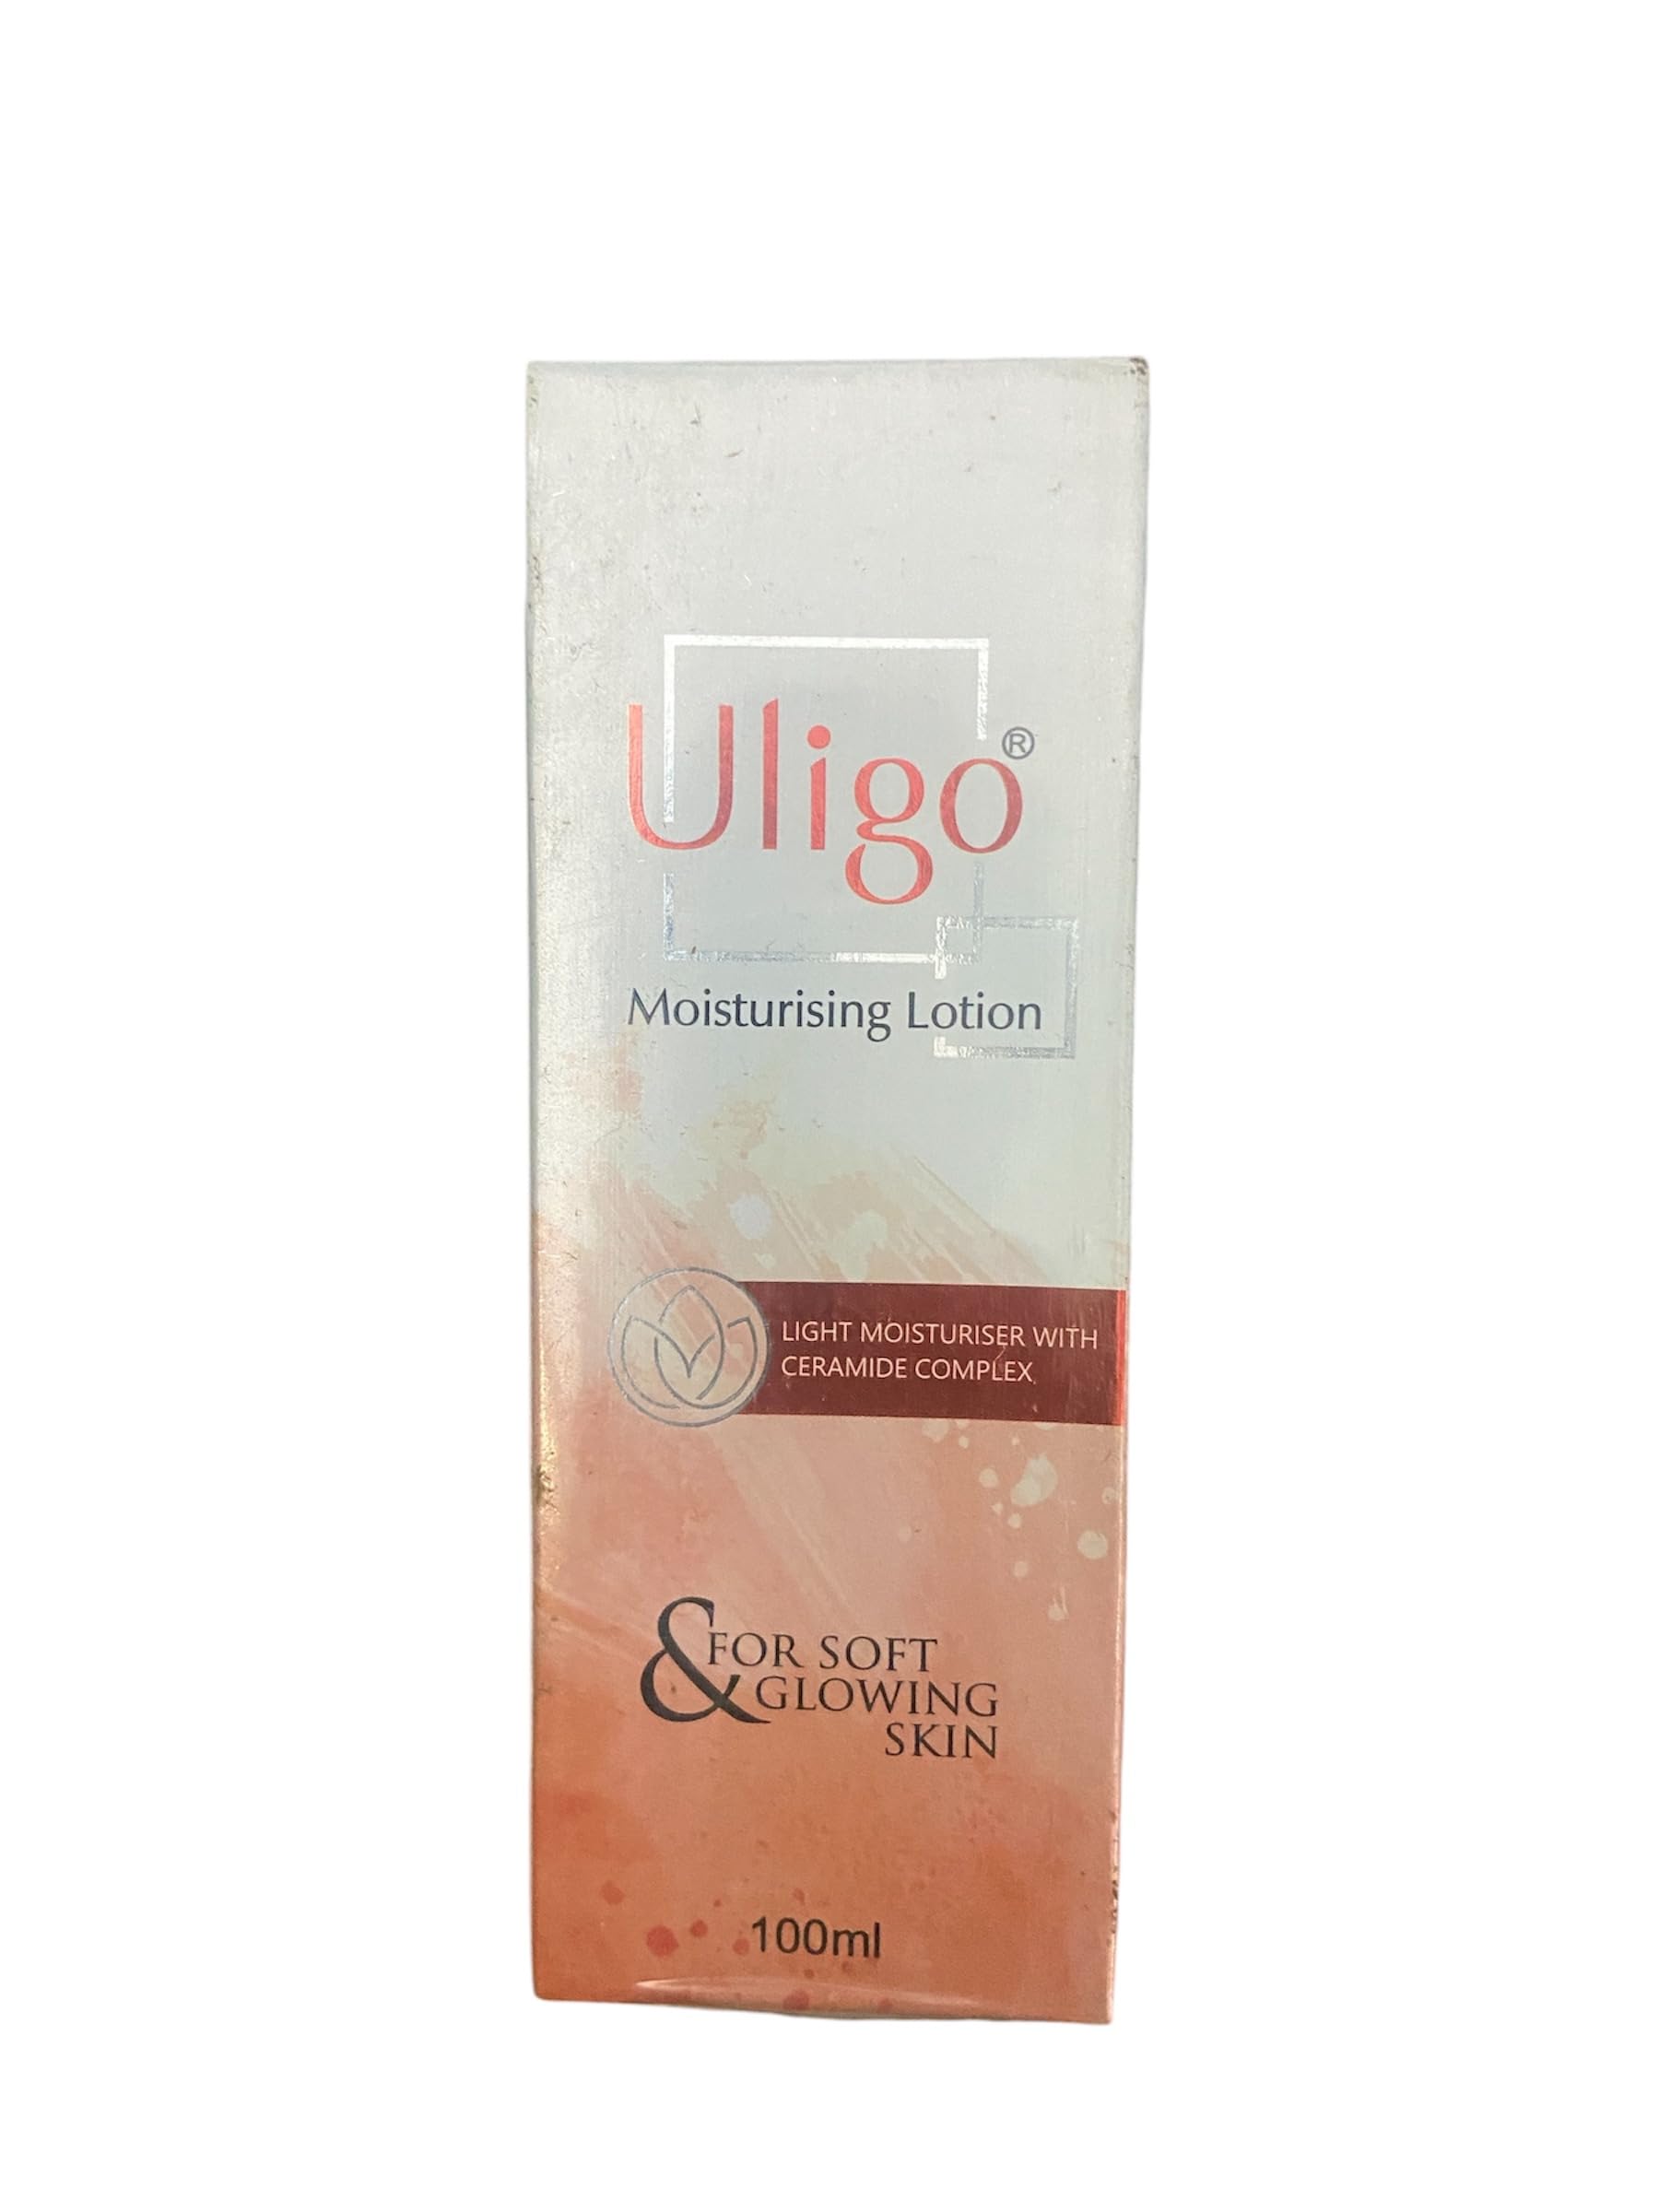 Uligo®
Moisturising Lotion
LIGHT MOISTURISER WITH
CERAMIDE COMPLEX
& FOR SOFT
GLOWING
SKIN
100ml